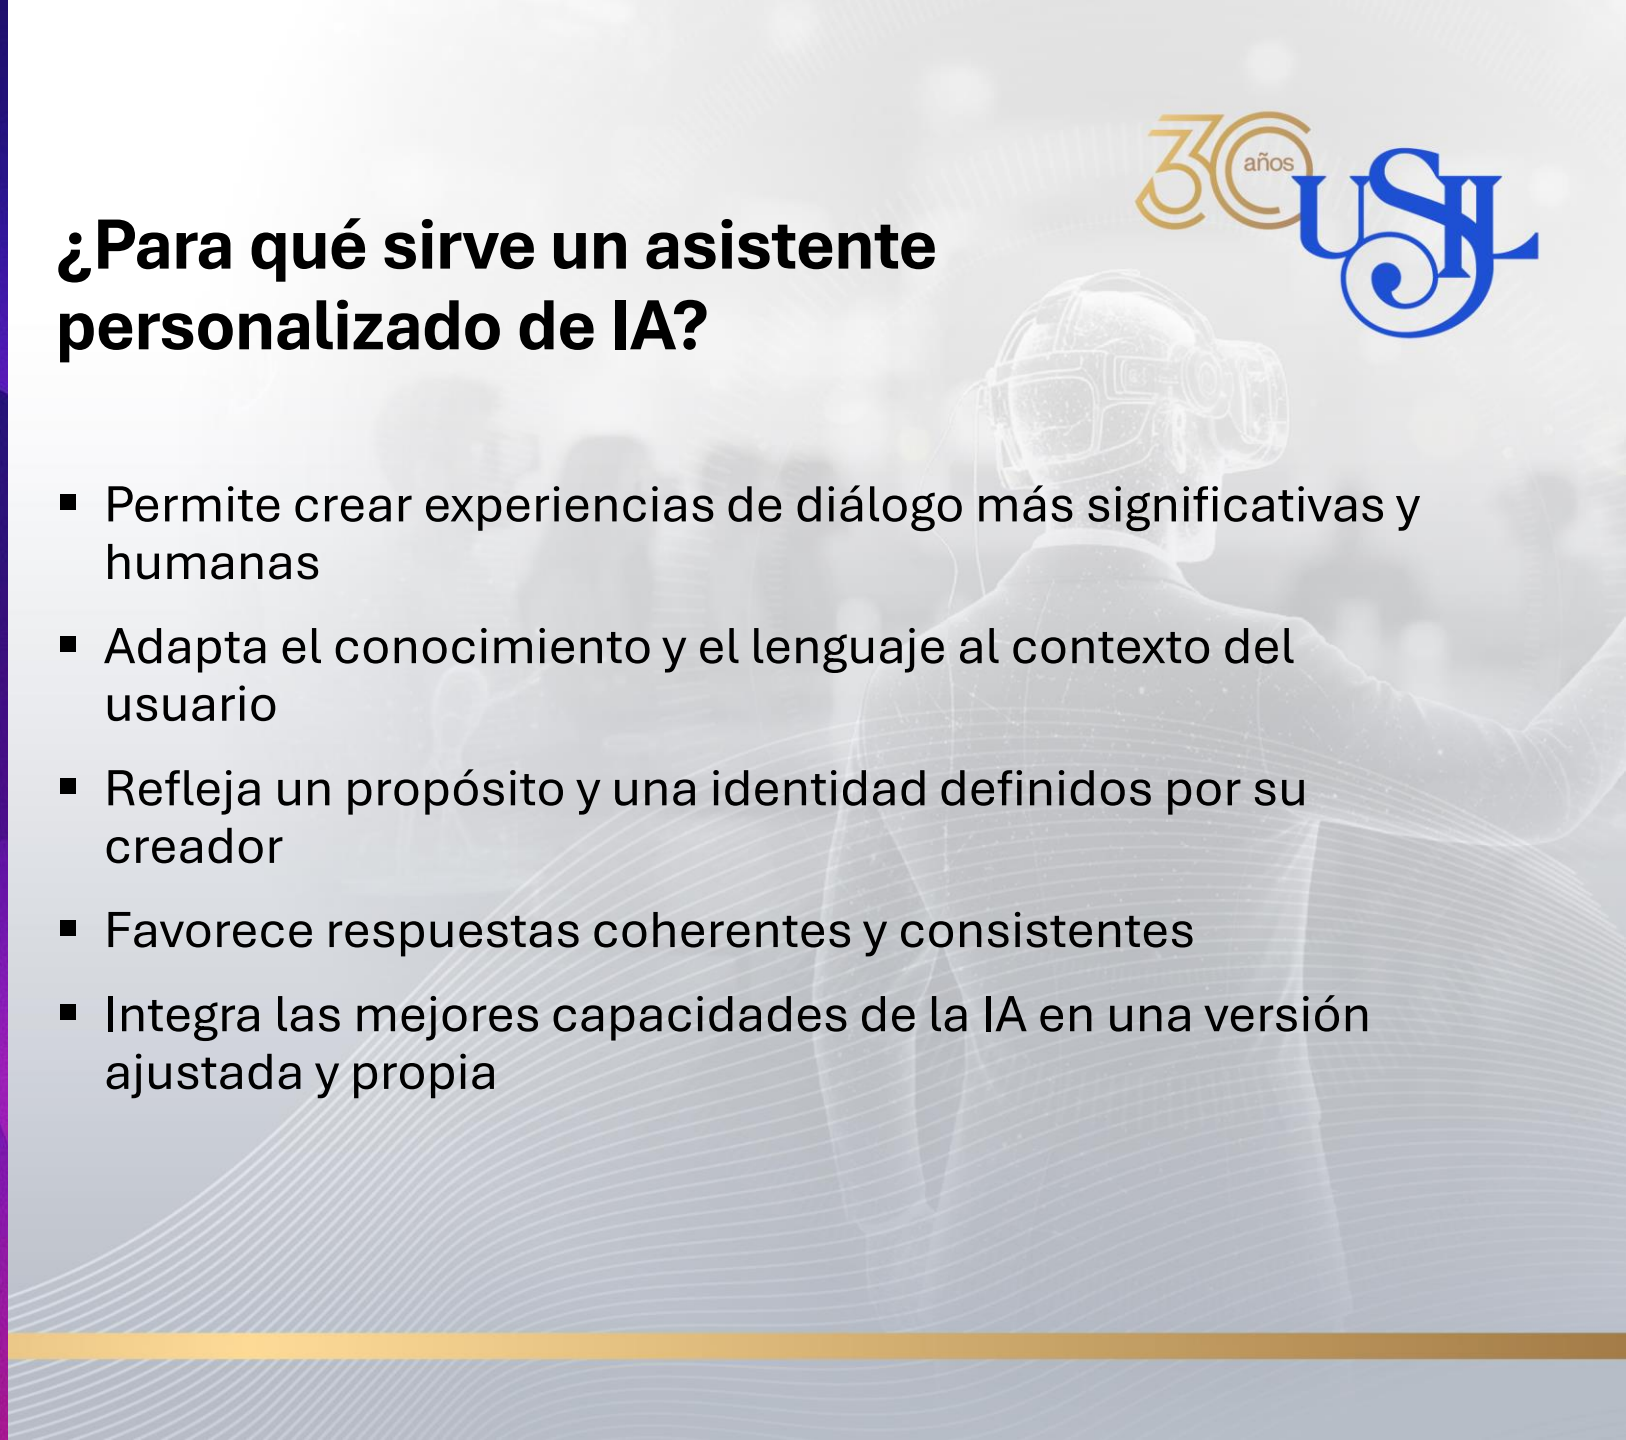 30 años
USIL
¿Para qué sirve un asistente
personalizado de IA?
▪ Permite crear experiencias de diálogo más significativas y
humanas
▪ Adapta el conocimiento y el lenguaje al contexto del
usuario
▪ Refleja un propósito y una identidad definidos por su
creador
▪ Favorece respuestas coherentes y consistentes
▪ Integra las mejores capacidades de la IA en una versión
ajustada y propia